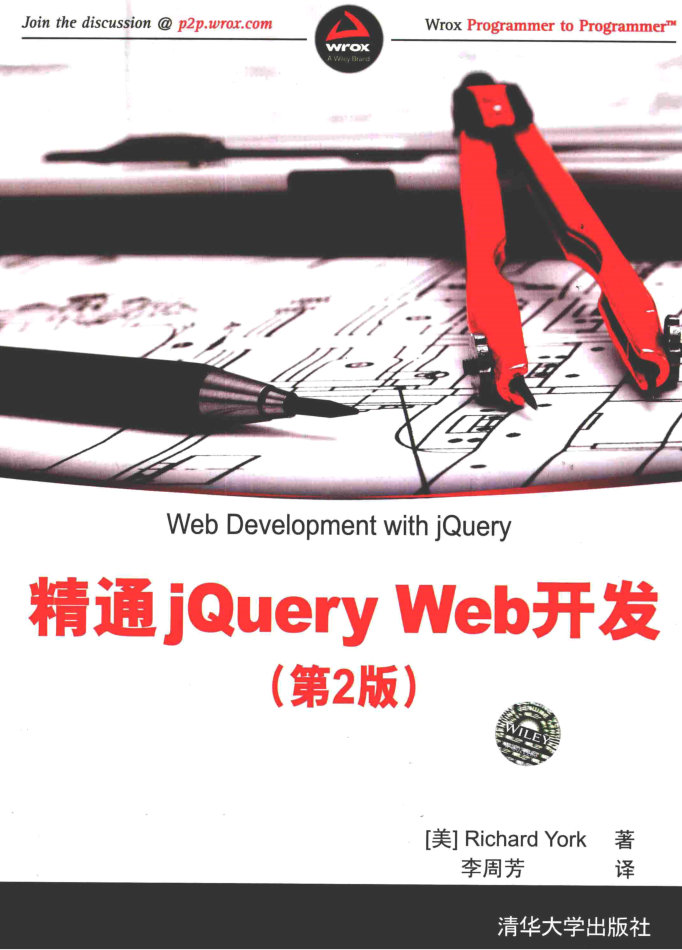 Join the discussion @ p2p.wrox.com
Wrox Programmer to Programmer™
wrox
A Wiley Brand
Web Development with jQuery
精通jQuery Web开发
（第2版）
WILEY
[美] Richard York 著
李周芳 译
清华大学出版社